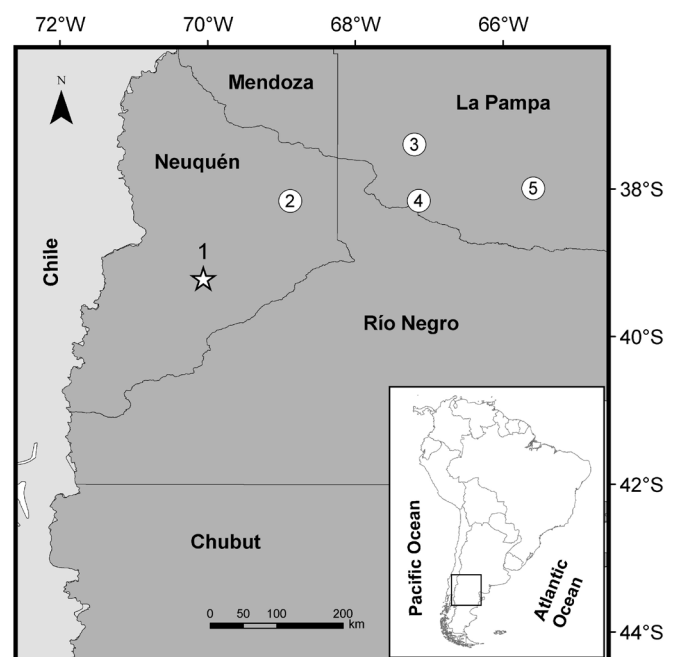 72°W 70°W 68°W 66°W
N
Mendoza
La Pampa
3
Neuquén
2
4
5
38°S
1
Chile
Río Negro
40°S
42°S
Chubut
Pacific Ocean
Atlantic
Ocean
0 50 100 200
km
44°S